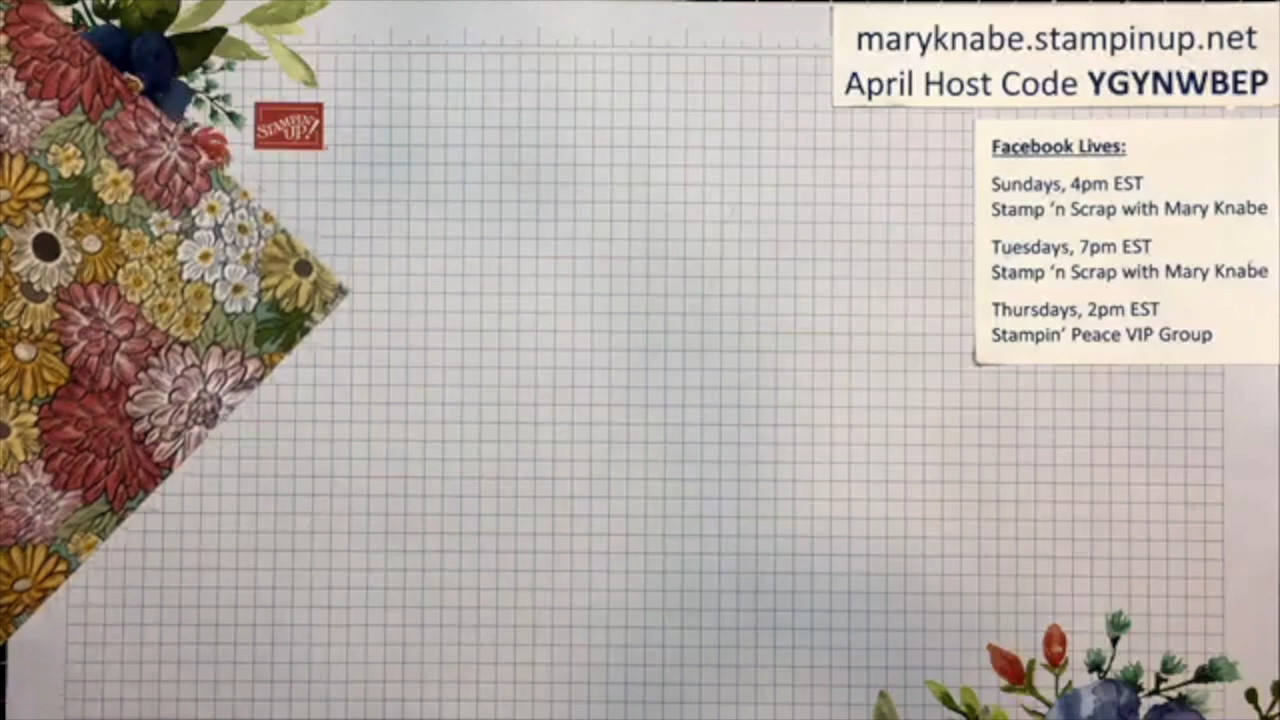 maryknabe.stampinup.net
April Host Code YGYNWBEP
STAMPIN' UP!
Facebook Lives:
Sundays, 4pm EST
Stamp ‘n Scrap with Mary Knabe
Tuesdays, 7pm EST
Stamp ‘n Scrap with Mary Knabe
Thursdays, 2pm EST
Stampin’ Peace VIP Group